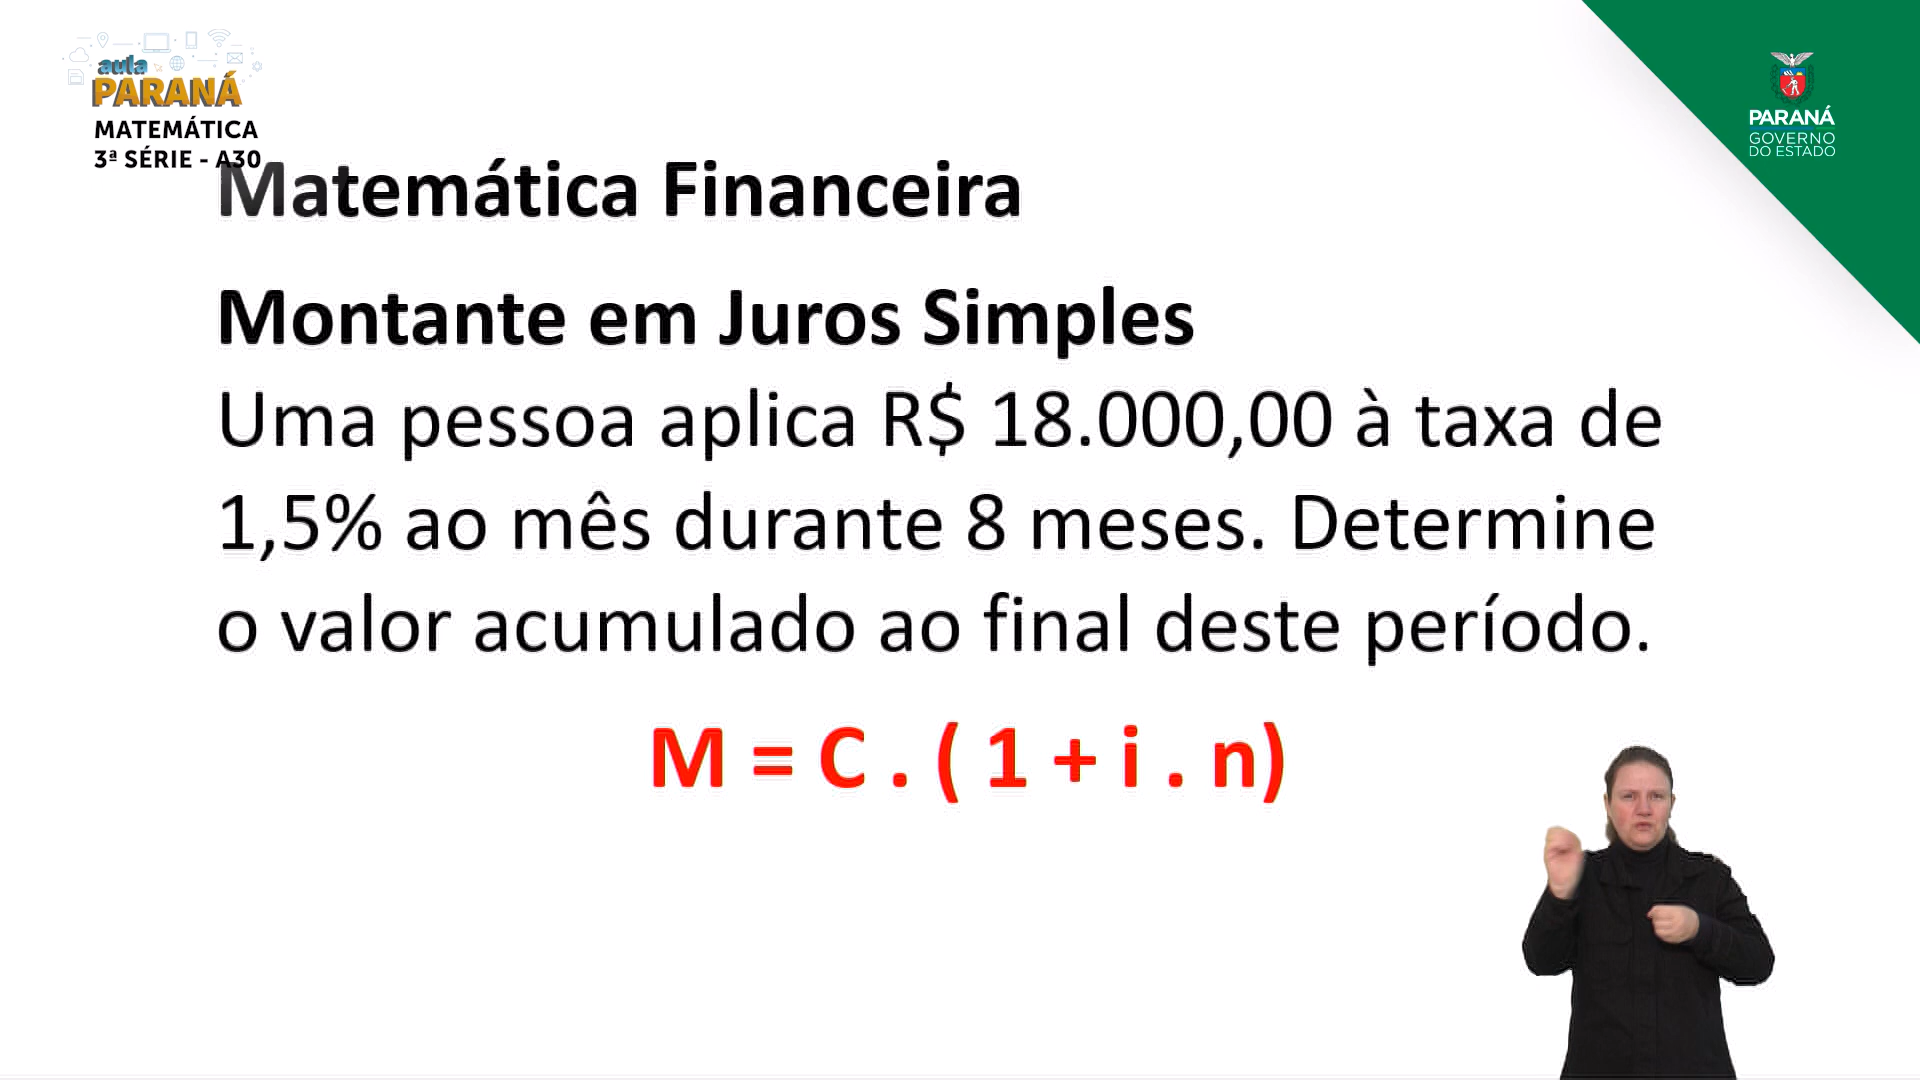 aula
PARANÁ
MATEMÁTICA
3ª SÉRIE - A30
PARANÁ
GOVERNO
DO ESTADO
Matemática Financeira
Montante em Juros Simples
Uma pessoa aplica R$ 18.000,00 à taxa de
1,5% ao mês durante 8 meses. Determine
o valor acumulado ao final deste período.
M = C . ( 1 + i . n)